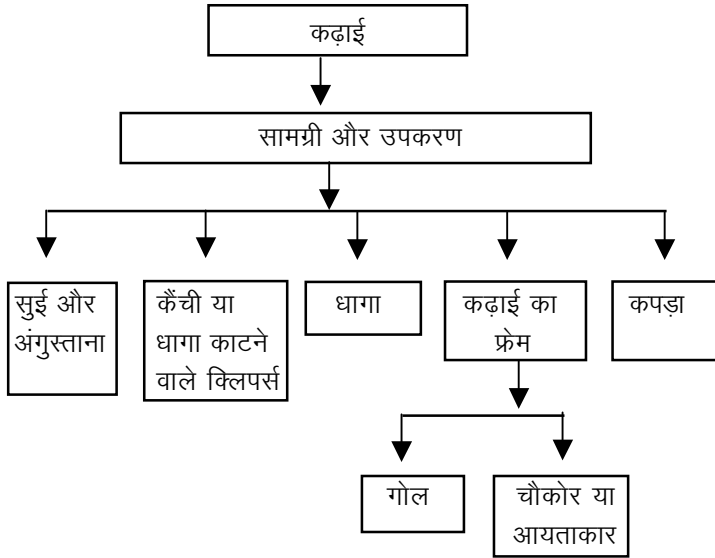 कढ़ाई
सामग्री और उपकरण
सुई और
अंगुस्ताना
कैंची या
धागा काटने
वाले क्लिपर्स
धागा
कढ़ाई का
फ्रेम
कपड़ा
गोल
चौकोर या
आयताकार